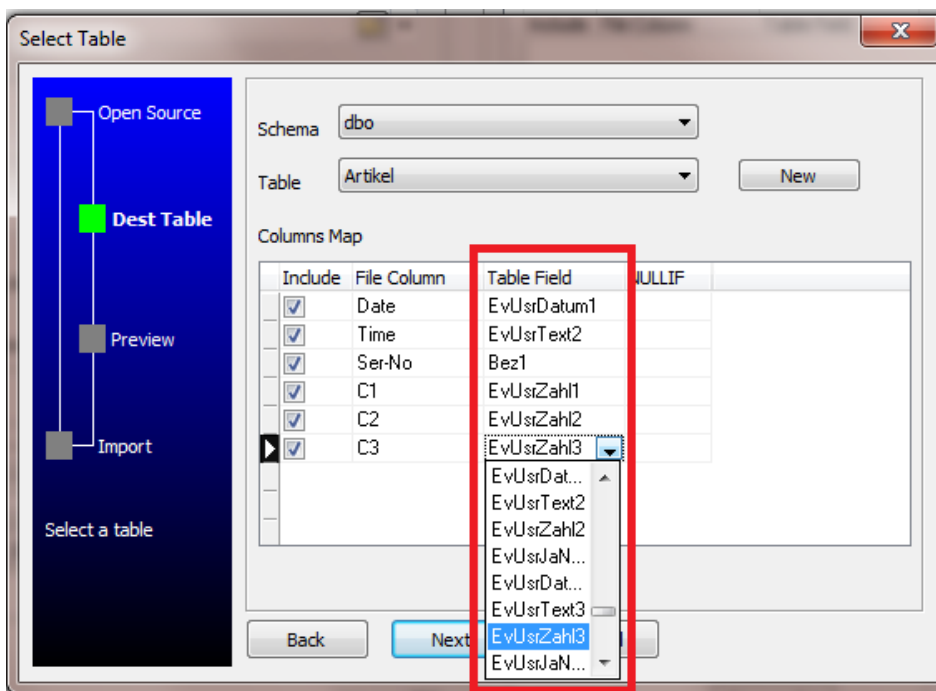 Select Table
Open Source
Dest Table
Preview
Import
Select a table
Schema dbo
Table Artikel New
Columns Map
Include File Column Table Field NULLIF
Date EvUsrDatum1
Time EvUsrText2
Ser-No Bez1
C1 EvUsrZahl1
C2 EvUsrZahl2
C3 EvUsrZahl3
EvUsrDat...
EvUsrText2
EvUsrZahl2
EvUsrJaN...
EvUsrDat...
EvUsrText3
EvUsrZahl3
EvUsrJaN...
Back Next